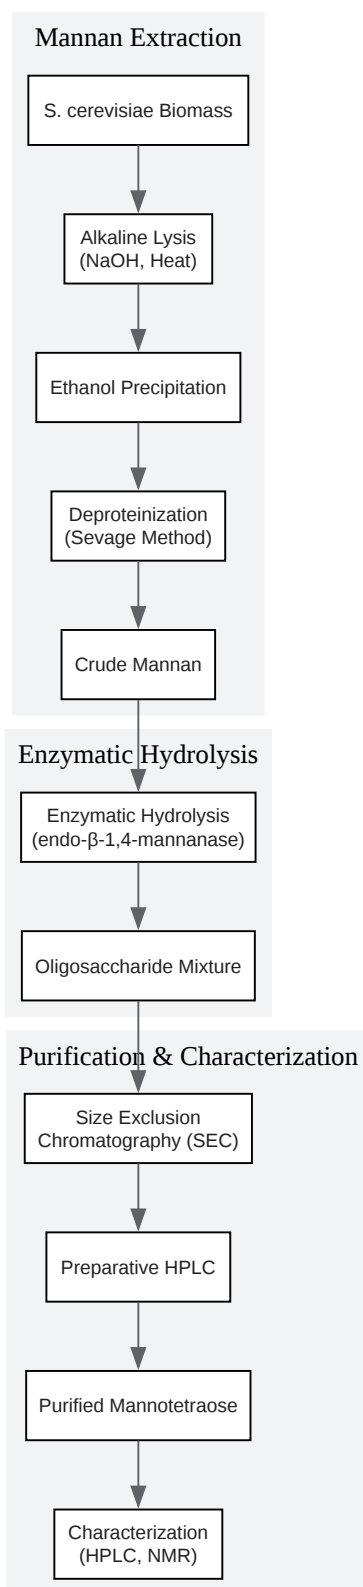 Mannan Extraction
S. cerevisiae Biomass
Alkaline Lysis
(NaOH, Heat)
Ethanol Precipitation
Deproteinization
(Sevage Method)
Crude Mannan
Enzymatic Hydrolysis
Enzymatic Hydrolysis
(endo-β-1,4-mannanase)
Oligosaccharide Mixture
Purification & Characterization
Size Exclusion
Chromatography (SEC)
Preparative HPLC
Purified Mannotetraose
Characterization
(HPLC, NMR)